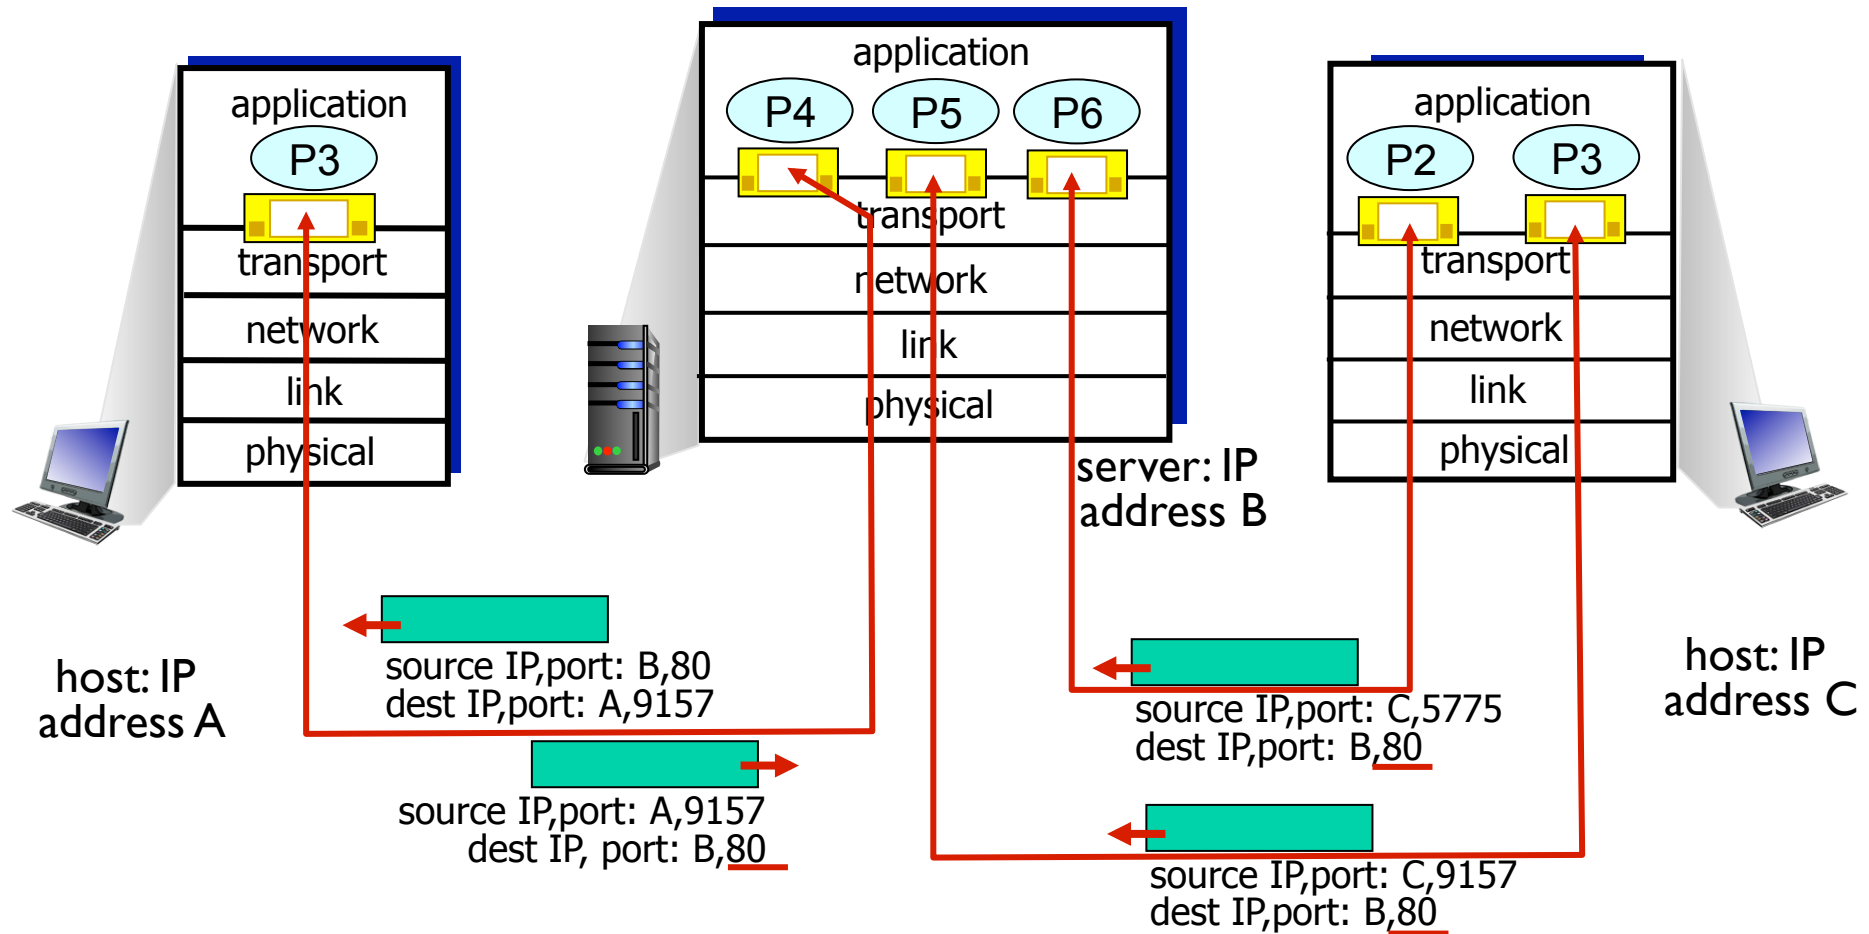 application
P3
transport
network
link
physical
host: IP
address A
application
P4
P5
P6
transport
network
link
physical
server: IP
address B
application
P2
P3
transport
network
link
physical
host: IP
address C
source IP,port: B,80
dest IP,port: A,9157
source IP,port: A,9157
dest IP, port: B,80
source IP,port: C,5775
dest IP,port: B,80
source IP,port: C,9157
dest IP,port: B,80